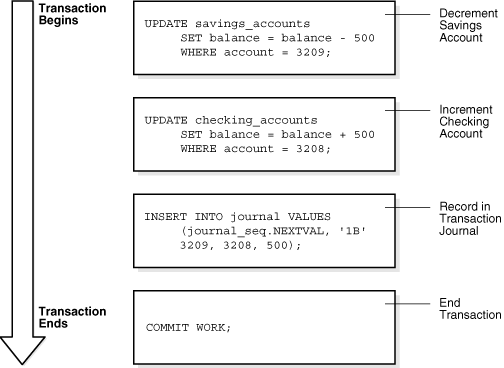 Transaction
Begins
UPDATE savings_accounts
SET balance = balance - 500
WHERE account = 3209;
Decrement
Savings
Account
UPDATE checking_accounts
SET balance = balance + 500
WHERE account = 3208;
Increment
Checking
Account
INSERT INTO journal VALUES
(journal_seq.NEXTVAL, '1B'
3209, 3208, 500);
Record in
Transaction
Journal
Transaction
Ends
COMMIT WORK;
End
Transaction